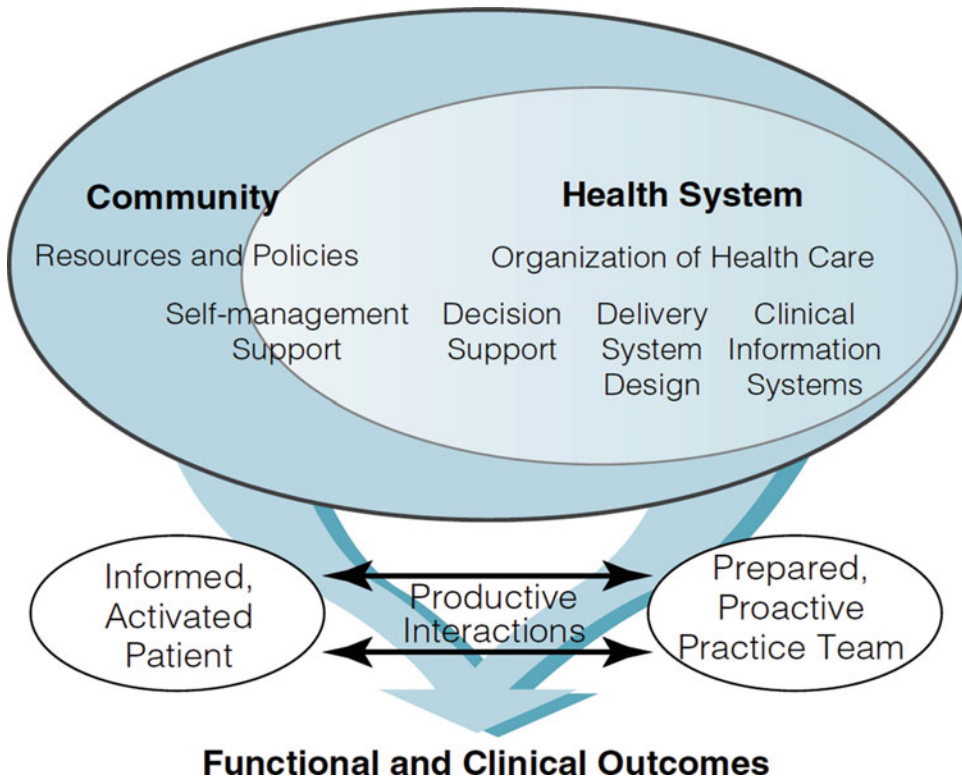 Community
Health System
Resources and Policies
Organization of Health Care
Self-management
Support
Decision
Support
Delivery
System
Design
Clinical
Information
Systems
Informed,
Activated
Patient
Productive
Interactions
Prepared,
Proactive
Practice Team
Functional and Clinical Outcomes